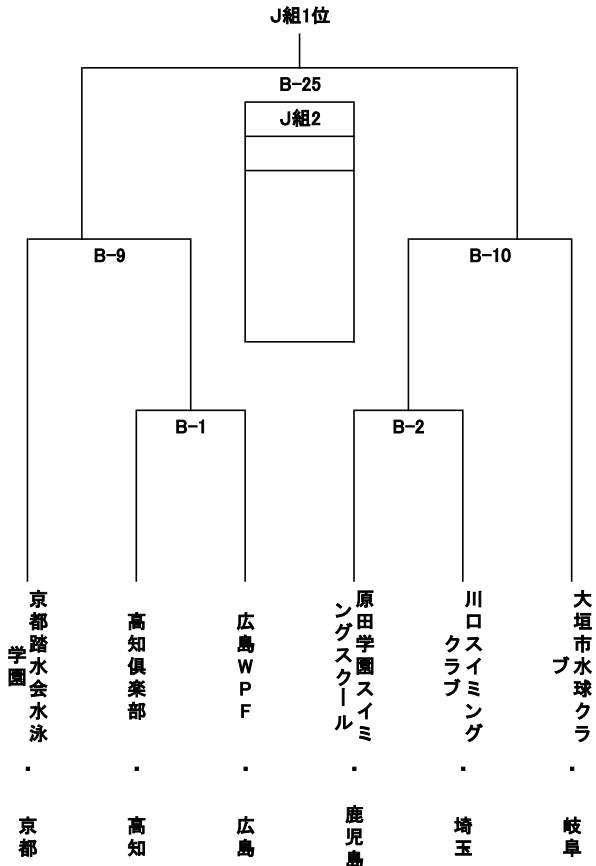 J組1位
B-25
J組2
B-9
B-10
B-1
B-2
京都踏水会水泳
学園
・
京都
高知倶楽部
・
高知
広島WPF
・
広島
原田学園スイミ
ングスクール
・
鹿児島
川口スイミング
クラブ
・
埼玉
大垣市水球クラ
ブ
・
岐阜